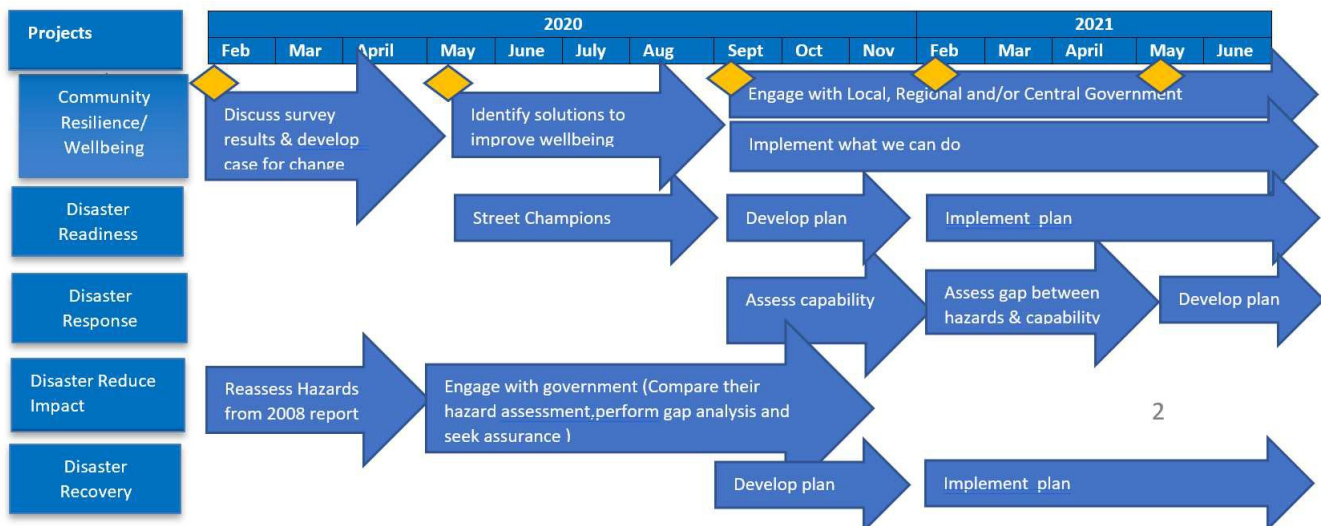 Projects
2020
2021
Feb Mar April May June July Aug Sept Oct Nov Feb Mar April May June
Community
Resilience/
Wellbeing
Discuss survey
results & develop
case for change
Identify solutions to
improve wellbeing
Engage with Local, Regional and/or Central Government
Implement what we can do
Disaster
Readiness
Street Champions
Develop plan
Implement plan
Disaster
Response
Assess capability
Assess gap between
hazards & capability
Develop plan
Disaster Reduce
Impact
Reassess Hazards
from 2008 report
Engage with government (Compare their
hazard assessment,perform gap analysis and
seek assurance )
2
Disaster
Recovery
Develop plan
Implement plan